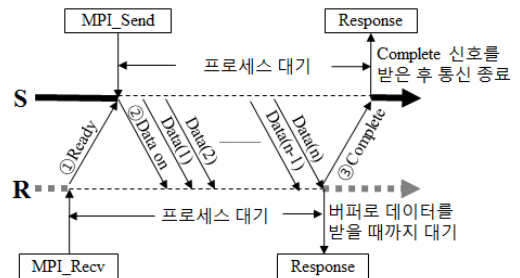 MPI_Send
Response
Complete 신호를
받은 후 통신 종료
프로세스 대기
S
①Ready
②Data on
Data(1)
Data(2)
Data(n-1)
Data(n)
③Complete
R
프로세스 대기
버퍼로 데이터를
받을 때까지 대기
MPI_Recv
Response